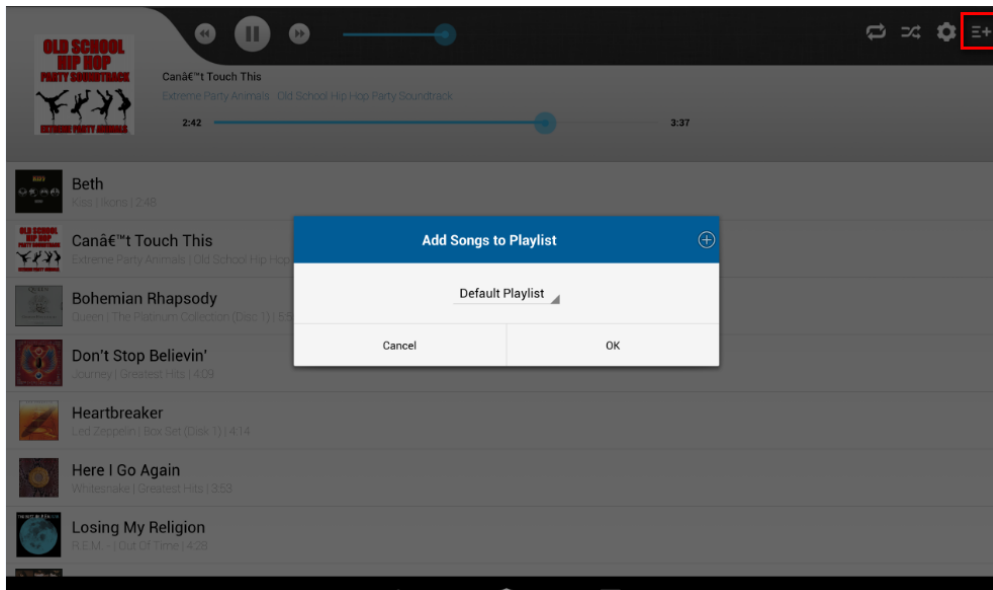 OLD SCHOOL
HIP HOP
PARTY SOUNDTRACK
EXTREME PARTY ANIMALS
Canâ€™t Touch This
Extreme Party Animals : Old School Hip Hop Party Soundtrack
2:42
3:37
Beth
Kiss | Ikons | 2:48
Canâ€™t Touch This
Extreme Party Animals | Old School Hip Hop
Bohemian Rhapsody
Queen | The Platinum Collection (Disc 1) | 5:5
Don't Stop Believin'
Journey | Greatest Hits | 4:09
Heartbreaker
Led Zeppelin | Box Set (Disk 1) | 4:14
Here I Go Again
Whitesnake | Greatest Hits | 3:53
Losing My Religion
R.E.M. - | Out Of Time | 4:28
Add Songs to Playlist
Default Playlist
Cancel
OK